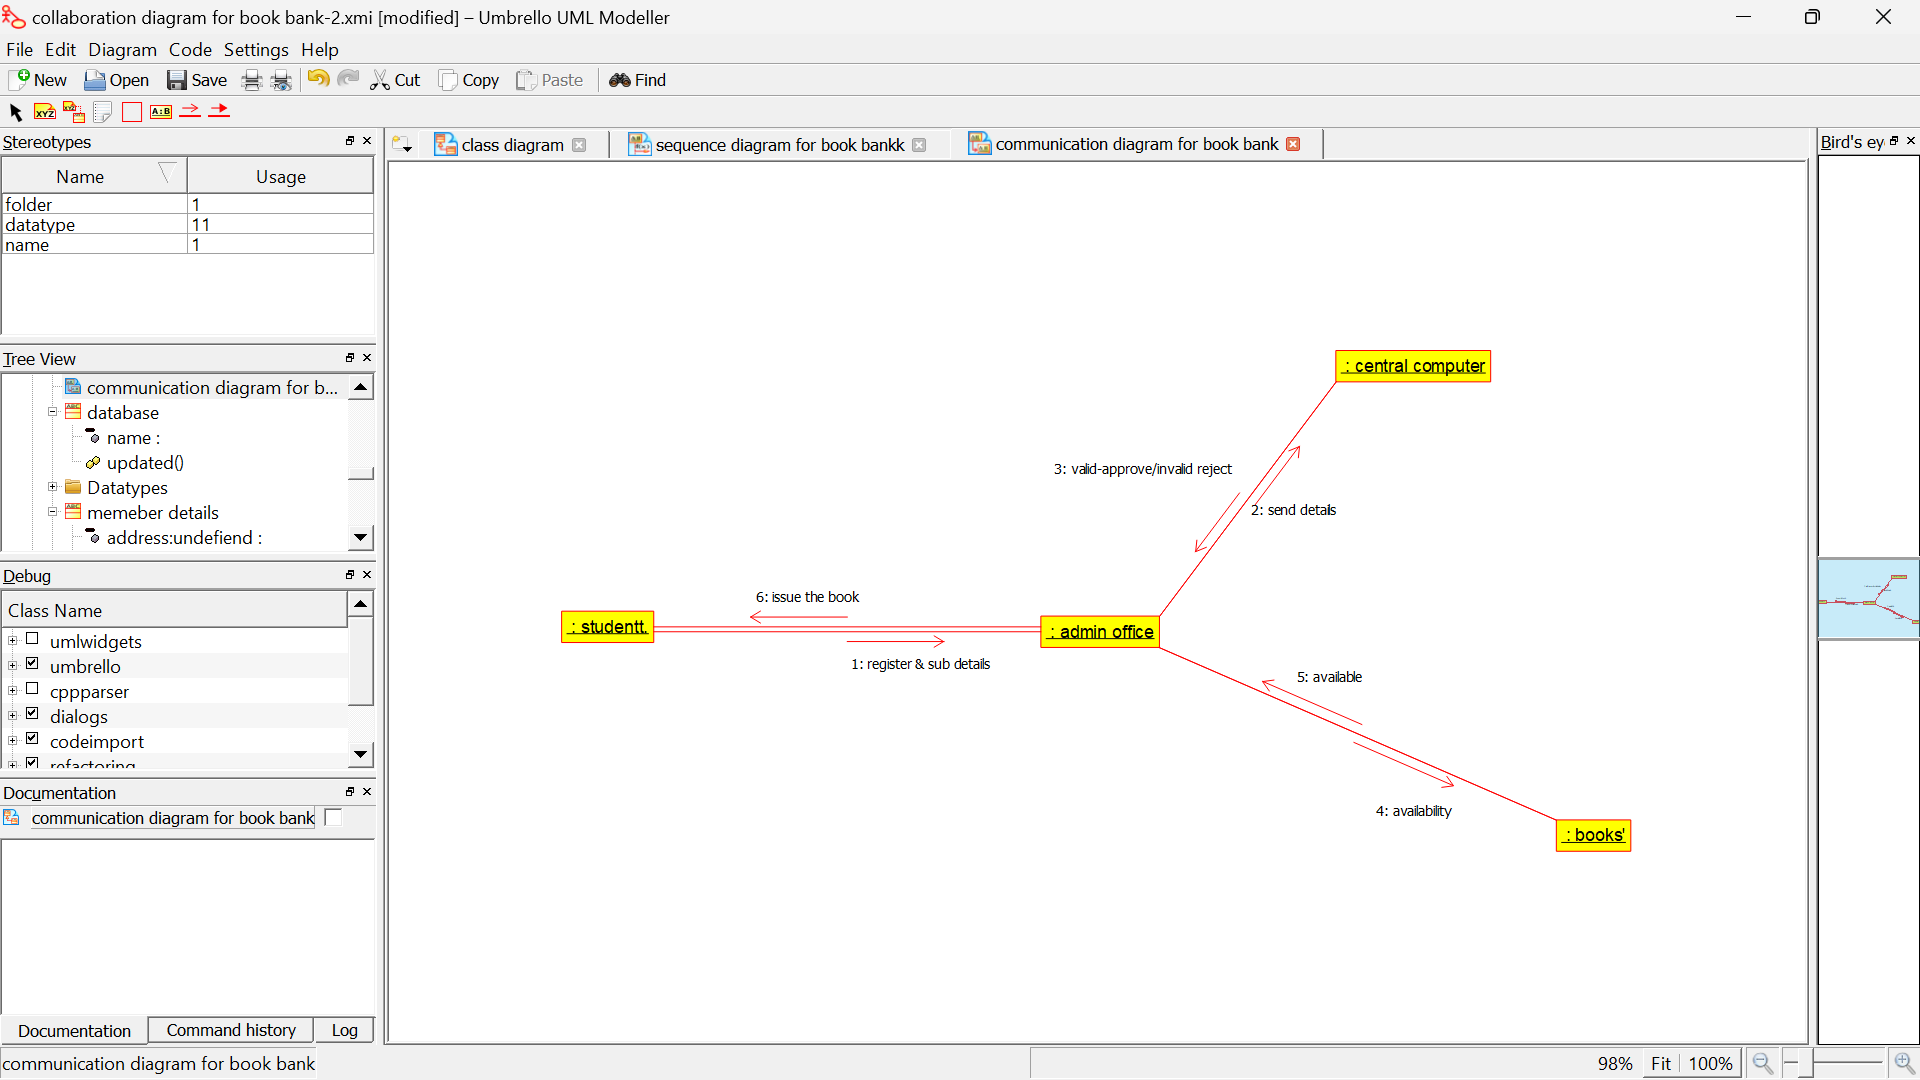 collaboration diagram for book bank-2.xmi [modified] – Umbrello UML Modeller
File Edit Diagram Code Settings Help
New Open Save Cut Copy Paste Find
XYZ XYZ A:B
Stereotypes
Name Usage
folder 1
datatype 11
name 1
Tree View
communication diagram for b...
database
name :
updated()
Datatypes
memeber details
address:undefiend :
Debug
Class Name
umlwidgets
umbrello
cppparser
dialogs
codeimport
refactoring
Documentation
communication diagram for book bank
Documentation Command history Log
communication diagram for book bank
class diagram sequence diagram for book bankk communication diagram for book bank
: central computer
3: valid-approve/invalid reject
2: send details
6: issue the book
: studentt.
: admin office
1: register & sub details
5: available
4: availability
: books'
Bird's ey
98% Fit 100%